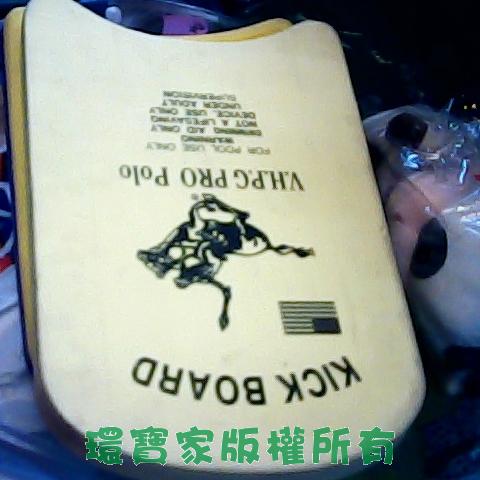 KICK BOARD
V.H.P.C PRO Polo
FOR POOL USE ONLY
WARNING
AID ONLY
NOT A LIFESAVING
DEVICE. USE ONLY
UNDER ADULT
SUPERVISION
環寶家版權所有